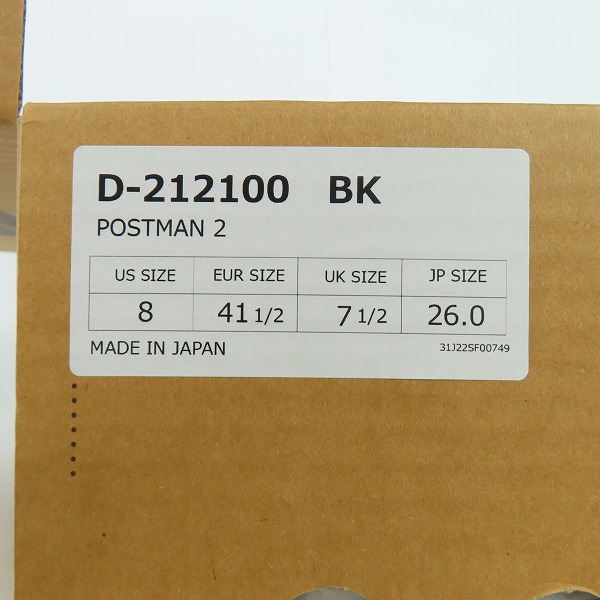 D-212100 BK
POSTMAN 2
US SIZE EUR SIZE UK SIZE JP SIZE
8 41 1/2 7 1/2 26.0
MADE IN JAPAN 31J22SF00749